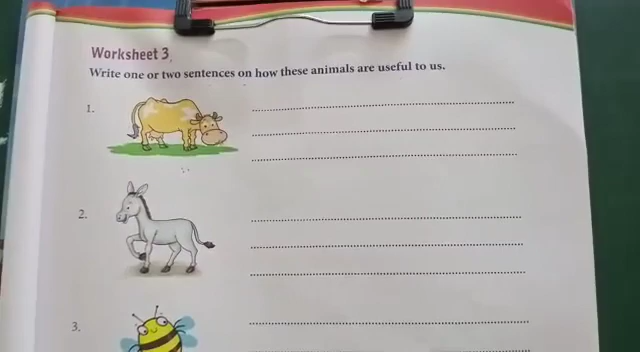 Worksheet 3
Write one or two sentences on how these animals are useful to us.
1.
2.
3.